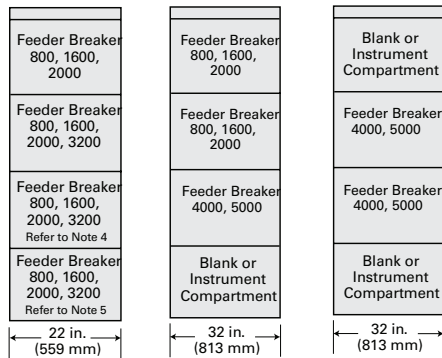 Feeder Breaker
800, 1600,
2000
Feeder Breaker
800, 1600,
2000, 3200
Feeder Breaker
800, 1600,
2000, 3200
Refer to Note 4
Feeder Breaker
800, 1600,
2000, 3200
Refer to Note 5
22 in.
(559 mm)
Feeder Breaker
800, 1600,
2000
Feeder Breaker
800, 1600,
2000
Feeder Breaker
4000, 5000
Blank or
Instrument
Compartment
32 in.
(813 mm)
Blank or
Instrument
Compartment
Feeder Breaker
4000, 5000
Feeder Breaker
4000, 5000
Blank or
Instrument
Compartment
32 in.
(813 mm)